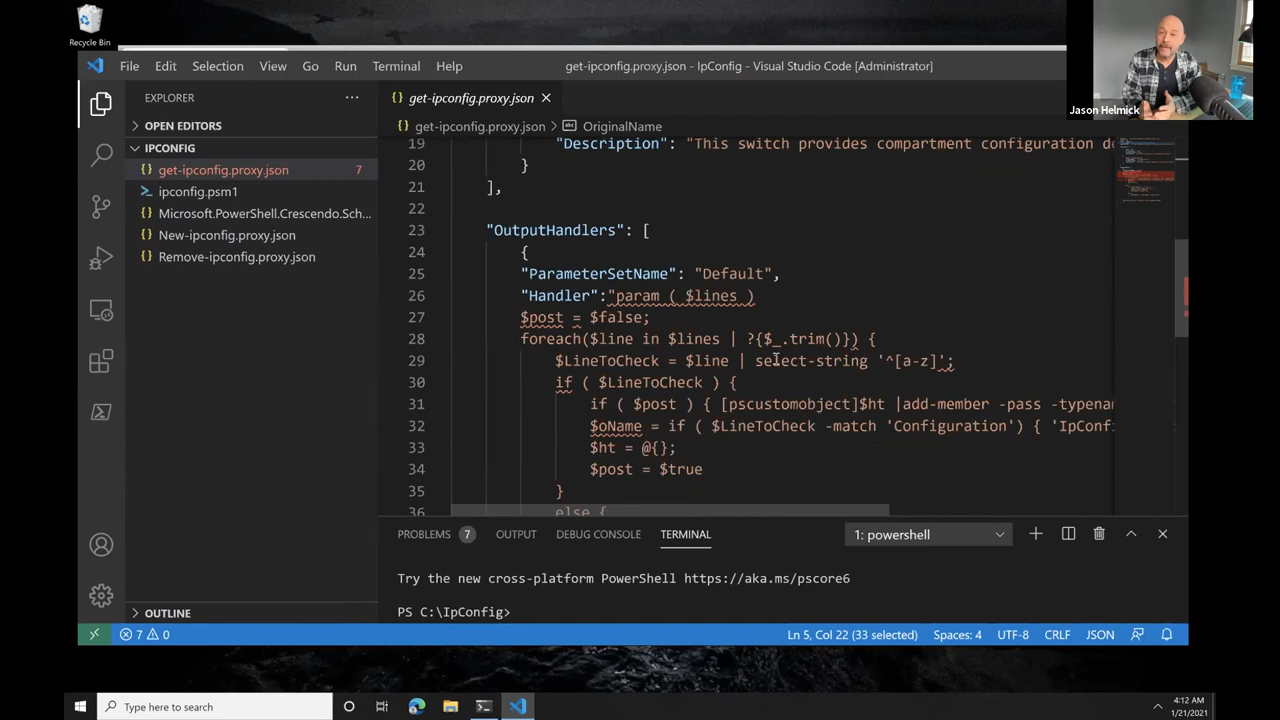 Recycle Bin
File Edit Selection View Go Run Terminal Help
get-ipconfig.proxy.json - IpConfig - Visual Studio Code [Administrator]
Jason Helmick
EXPLORER
OPEN EDITORS
IPCONFIG
get-ipconfig.proxy.json 7
ipconfig.psm1
Microsoft.PowerShell.Crescendo.Sch...
New-ipconfig.proxy.json
Remove-ipconfig.proxy.json
OUTLINE
get-ipconfig.proxy.json
get-ipconfig.proxy.json > OriginalName
19 "Description": "This switch provides compartment configuration de
20 }
21 ],
22
23 "OutputHandlers": [
24 {
25 "ParameterSetName": "Default",
26 "Handler":"param ( $lines )
27 $post = $false;
28 foreach($line in $lines | ?{$_.trim()}) {
29 $LineToCheck = $line | select-string '^[a-z]';
30 if ( $LineToCheck ) {
31 if ( $post ) { [pscustomobject]$ht |add-member -pass -typenam
32 $oName = if ( $LineToCheck -match 'Configuration') { 'IpConf
33 $ht = @{};
34 $post = $true
35 }
36 else {
PROBLEMS 7 OUTPUT DEBUG CONSOLE TERMINAL 1: powershell
Try the new cross-platform PowerShell https://aka.ms/pscore6
PS C:\IpConfig>
7 0 Ln 5, Col 22 (33 selected) Spaces: 4 UTF-8 CRLF JSON
Type here to search
4:12 AM
1/21/2021